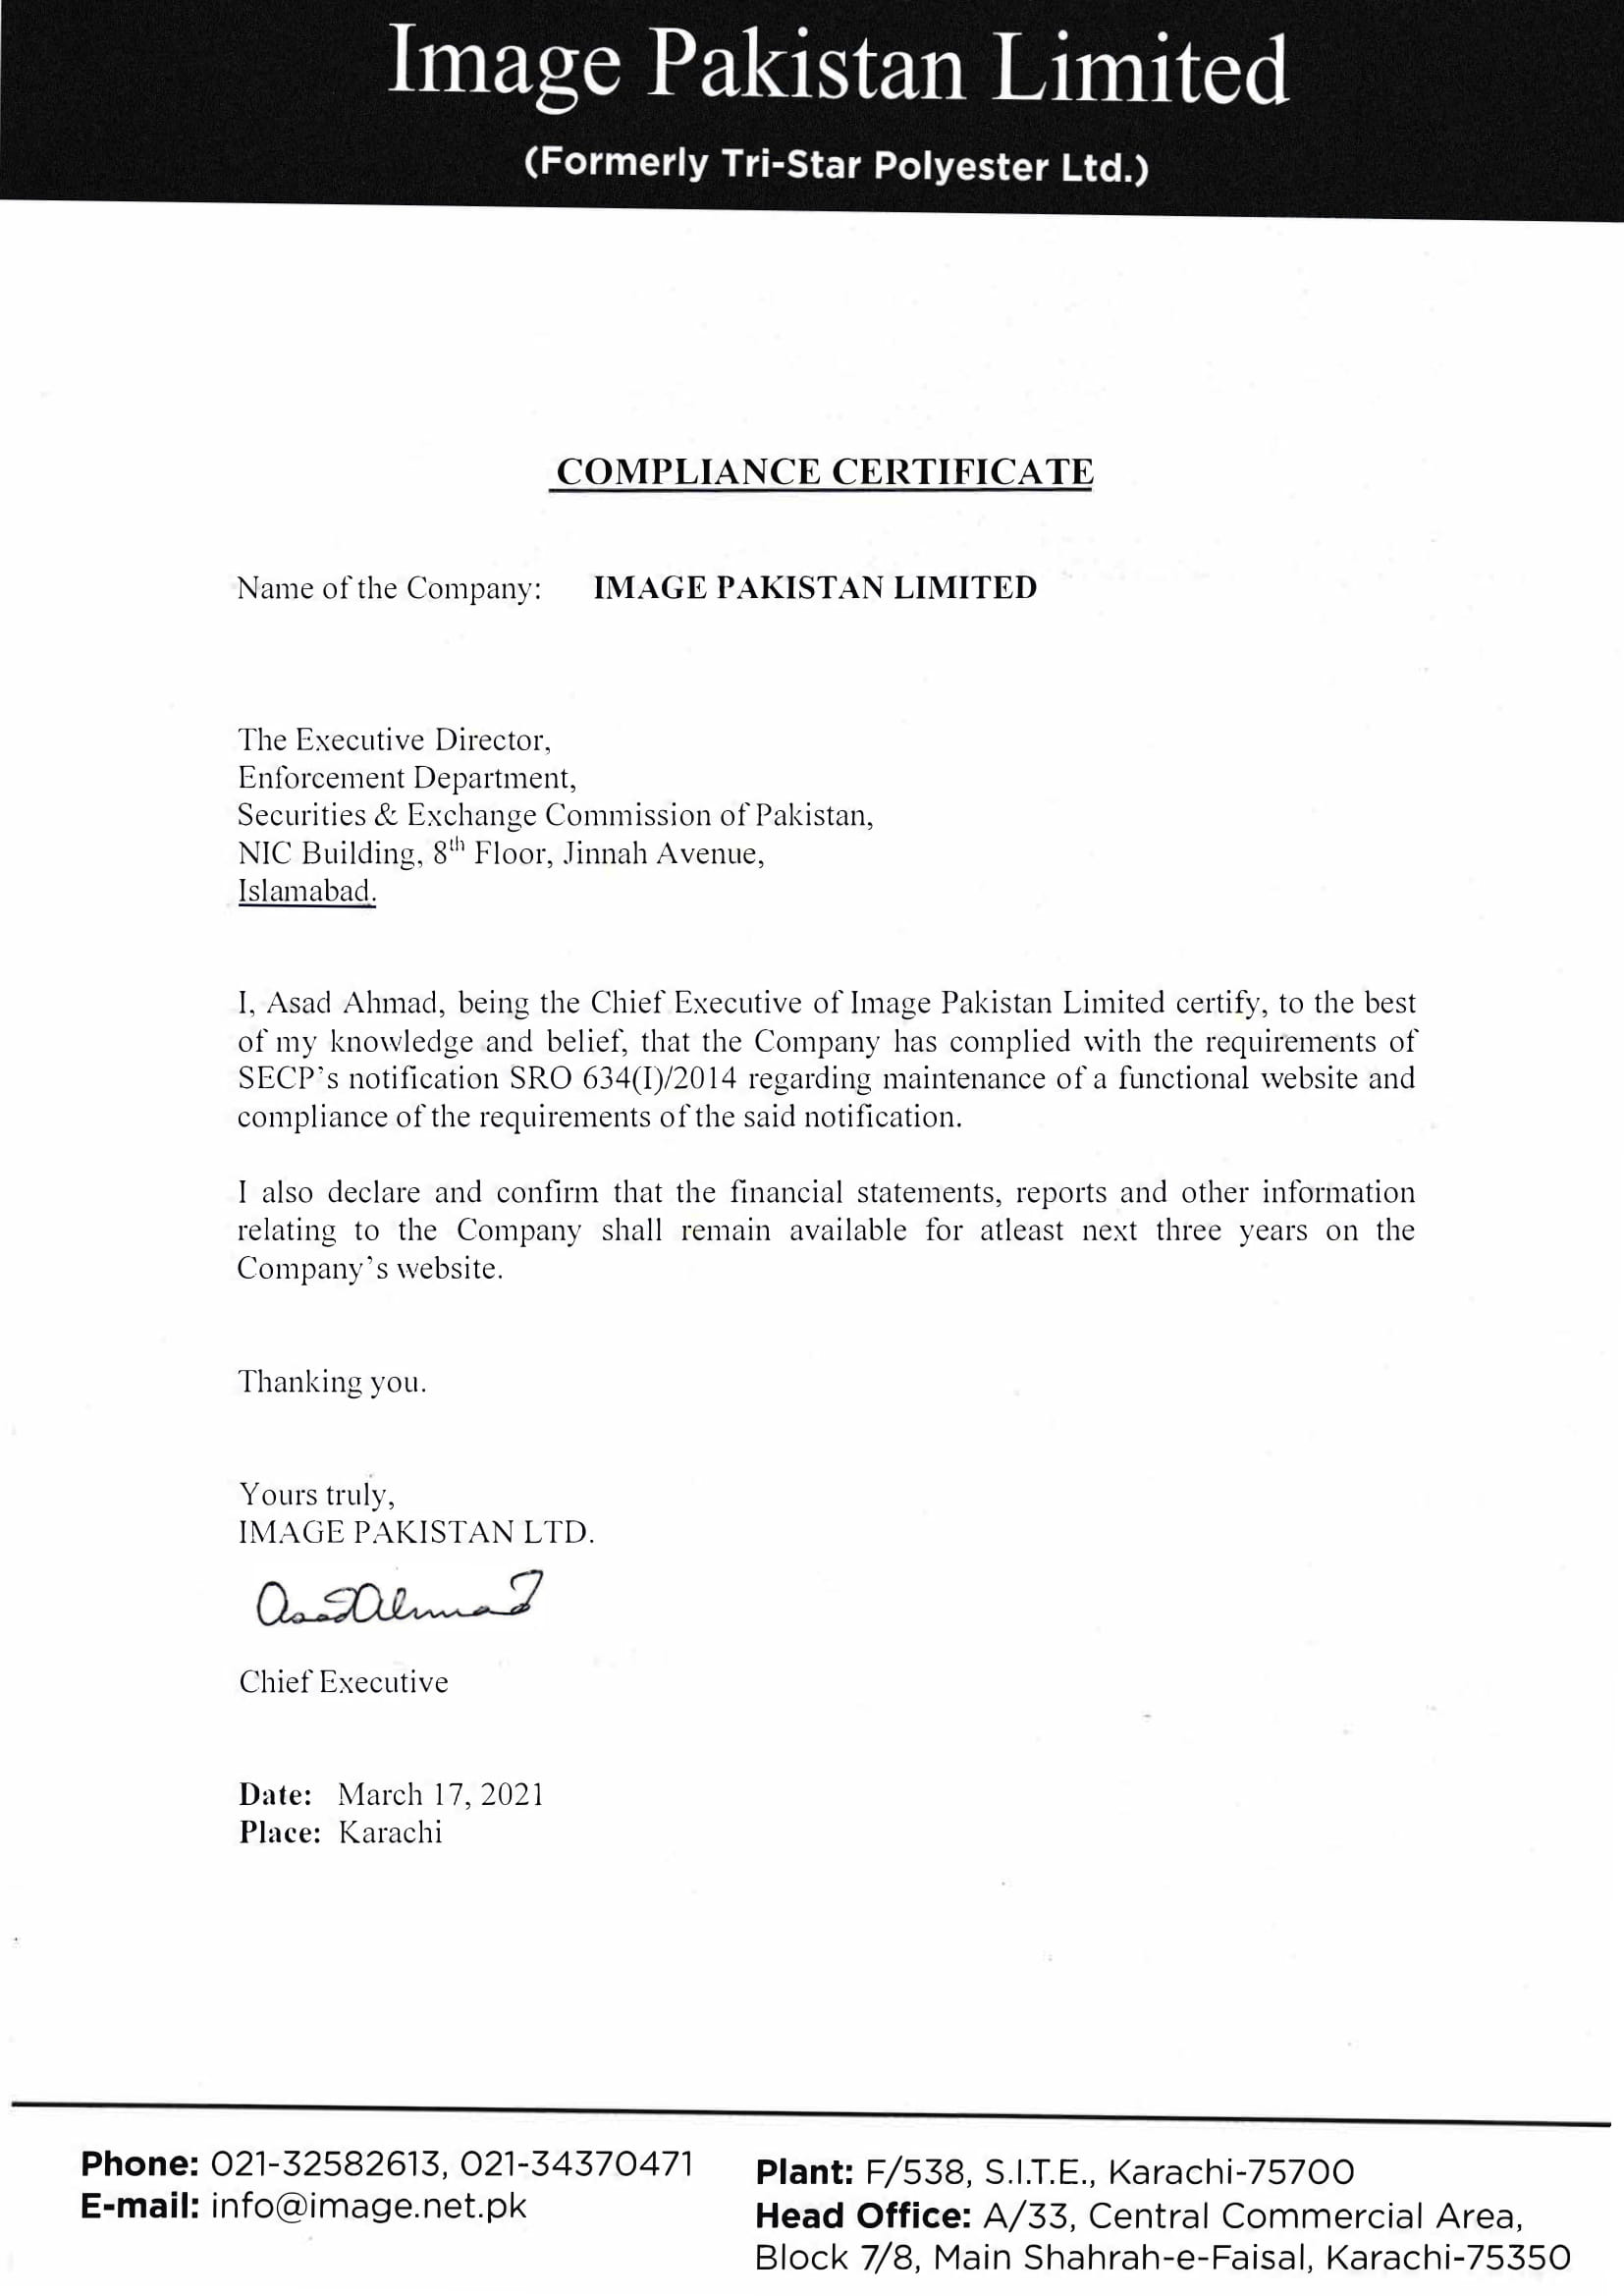 Image Pakistan Limited
(Formerly Tri-Star Polyester Ltd.)
COMPLIANCE CERTIFICATE
Name of the Company: IMAGE PAKISTAN LIMITED
The Executive Director,
Enforcement Department,
Securities & Exchange Commission of Pakistan,
NIC Building, 8th Floor, Jinnah Avenue,
Islamabad.
I, Asad Ahmad, being the Chief Executive of Image Pakistan Limited certify, to the best
of my knowledge and belief, that the Company has complied with the requirements of
SECP's notification SRO 634(I)/2014 regarding maintenance of a functional website and
compliance of the requirements of the said notification.
I also declare and confirm that the financial statements, reports and other information
relating to the Company shall remain available for atleast next three years on the
Company's website.
Thanking you.
Yours truly,
IMAGE PAKISTAN LTD.
Asad Ahmad
Chief Executive
Date: March 17, 2021
Place: Karachi
Phone: 021-32582613, 021-34370471
E-mail: info@image.net.pk
Plant: F/538, S.I.T.E., Karachi-75700
Head Office: A/33, Central Commercial Area,
Block 7/8, Main Shahrah-e-Faisal, Karachi-75350